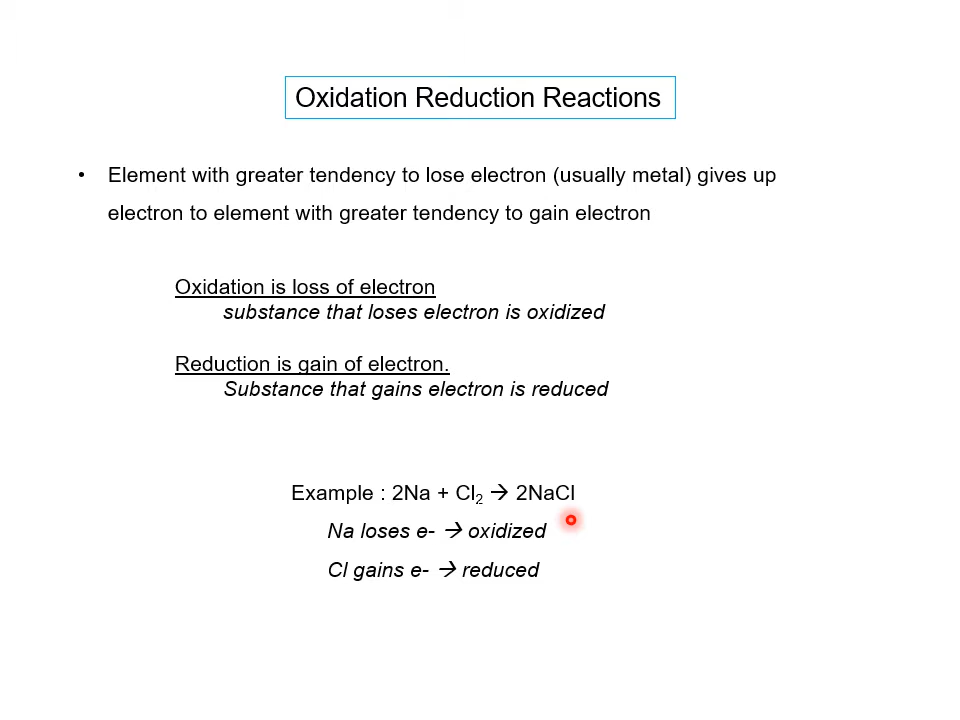 Oxidation Reduction Reactions
• Element with greater tendency to lose electron (usually metal) gives up
electron to element with greater tendency to gain electron
Oxidation is loss of electron
substance that loses electron is oxidized
Reduction is gain of electron.
Substance that gains electron is reduced
Example : 2Na + Cl₂ → 2NaCl
Na loses e- → oxidized
Cl gains e- → reduced